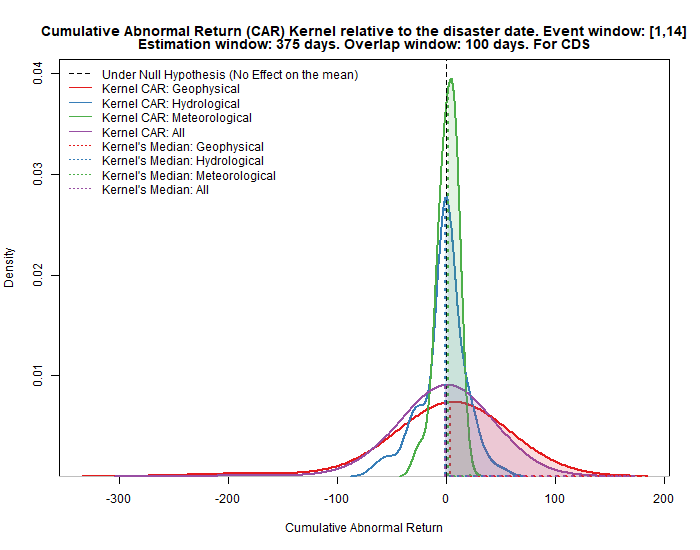 Cumulative Abnormal Return (CAR) Kernel relative to the disaster date. Event window: [1,14]
Estimation window: 375 days. Overlap window: 100 days. For CDS
Under Null Hypothesis (No Effect on the mean)
Kernel CAR: Geophysical
Kernel CAR: Hydrological
Kernel CAR: Meteorological
Kernel CAR: All
Kernel's Median: Geophysical
Kernel's Median: Hydrological
Kernel's Median: Meteorological
Kernel's Median: All
0.04
0.03
0.02
0.01
Density
-300 -200 -100 0 100 200
Cumulative Abnormal Return